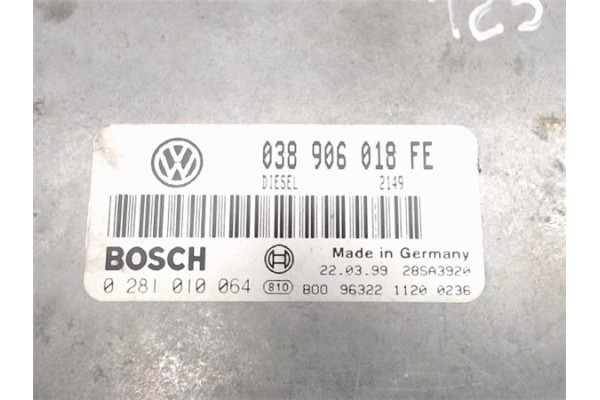 038 906 018 FE
DIESEL 2149
BOSCH
Made in Germany
22.03.99 28SA3920
0 281 010 064 810 B00 96322 1120 0236